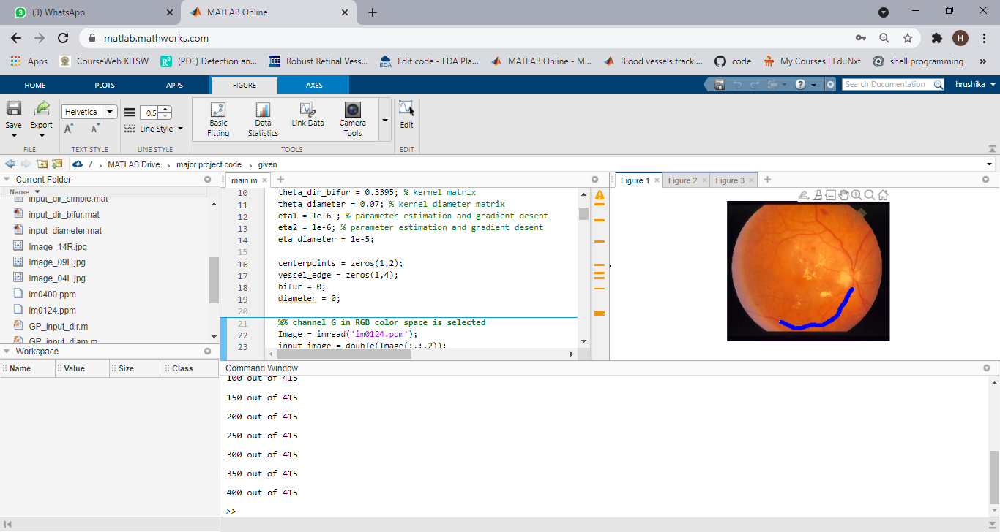 (3) WhatsApp
MATLAB Online
matlab.mathworks.com
H
Apps
CourseWeb KITSW
(PDF) Detection an...
IEEE
Robust Retinal Vess...
EDA
Edit code - EDA Pla...
MATLAB Online - M...
Blood vessels tracki...
code
My Courses | EduNxt
shell programming
»
HOME PLOTS APPS FIGURE AXES
Search Documentation
hrushika
Save
Export
FILE
Helvetica
A A
TEXT STYLE
0.5
Line Style
LINE STYLE
Basic Fitting
Data Statistics
Link Data
Camera Tools
TOOLS
Edit
EDIT
/ › MATLAB Drive › major project code › given
Current Folder
Name
input_dir_simple.mat
input_dir_bifur.mat
input_diameter.mat
Image_14R.jpg
Image_09L.jpg
Image_04L.jpg
im0400.ppm
im0124.ppm
GP_input_dir.m
GP_input_diam.m
Workspace
Name Value Size Class
main.m
10 theta_dir_bifur = 0.3395; % kernel matrix
11 theta_diameter = 0.07; % kernel_diameter matrix
12 eta1 = 1e-6 ; % parameter estimation and gradient desent
13 eta2 = 1e-6; % parameter estimation and gradient desent
14 eta_diameter = 1e-5;
15
16 centerpoints = zeros(1,2);
17 vessel_edge = zeros(1,4);
18 bifur = 0;
19 diameter = 0;
20
21 %% channel G in RGB color space is selected
22 Image = imread('im0124.ppm');
23 input_image = double(Image(:,:,2));
Figure 1
Figure 2
Figure 3
Command Window
100 out of 415
150 out of 415
200 out of 415
250 out of 415
300 out of 415
350 out of 415
400 out of 415
>>